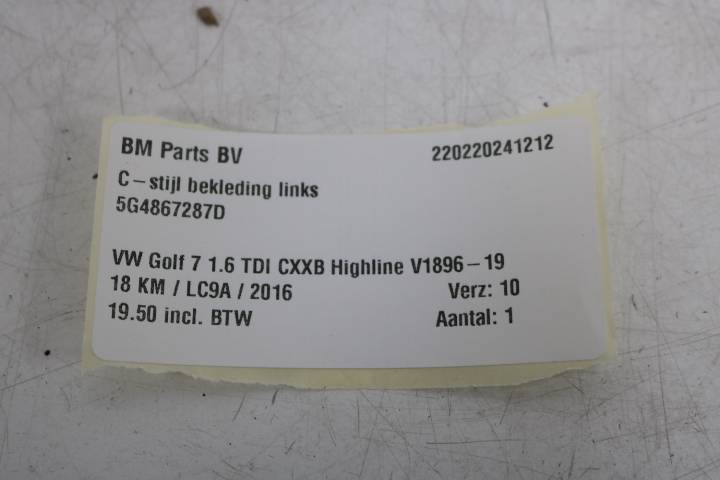 BM Parts BV 220220241212
C-stijl bekleding links
5G4867287D
VW Golf 7 1.6 TDI CXXB Highline V1896-19
18 KM / LC9A / 2016 Verz: 10
19.50 incl. BTW Aantal: 1